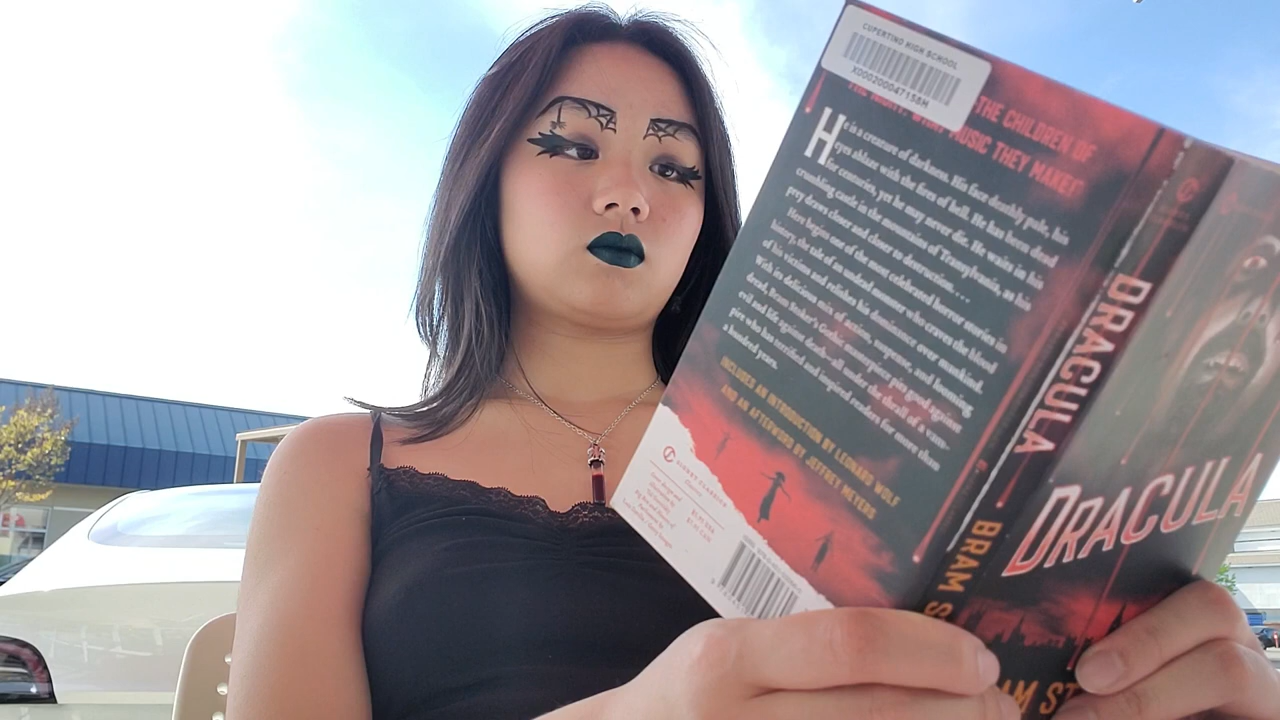 CUPERTINO HIGH SCHOOL
X000200047158M
THE CHILDREN OF
THE NIGHT. WHAT MUSIC THEY MAKE!"
He is a creature of darkness. His face deathly pale, his
eyes ablaze with the fires of hell. He has been dead
for centuries, yet he may never die. He waits in his
crumbling castle in the mountains of Transylvania, as his
prey draws closer and closer to destruction....
Here begins one of the most celebrated horror stories in
history, the tale of an undead monster who craves the blood
of his victims and relishes his dominance over mankind.
With its delicious mix of action, suspense, and looming
dread, Bram Stoker's Gothic masterpiece pits good against
evil and life against death—all under the thrall of a vam-
pire who has terrified and inspired readers for more than
a hundred years.
INCLUDES AN INTRODUCTION BY LEONARD WOLF
AND AN AFTERWORD BY JEFFREY MEYERS
SIGNET CLASSICS
DRACULA
BRAM S
DRACULA
AM ST